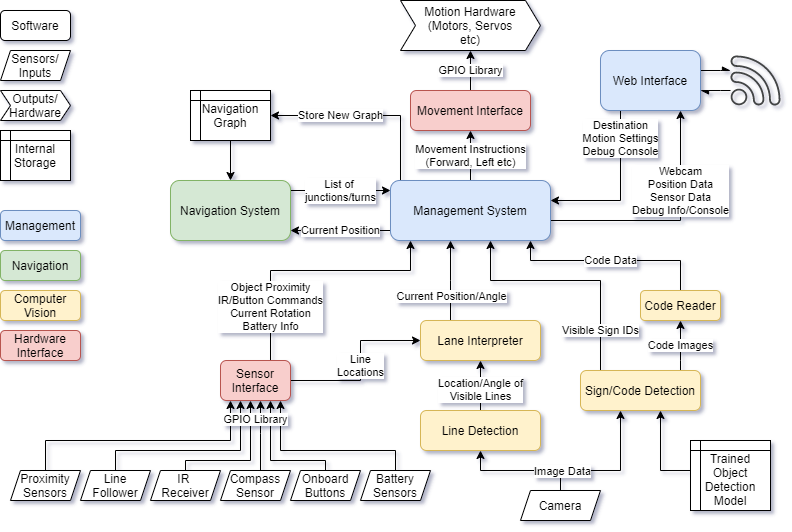 Software
Sensors/
Inputs
Outputs/
Hardware
Internal
Storage
Management
Navigation
Computer
Vision
Hardware
Interface
Motion Hardware
(Motors, Servos
etc)
GPIO Library
Movement Interface
Movement Instructions
(Forward, Left etc)
Web Interface
Destination
Motion Settings
Debug Console
Webcam
Position Data
Sensor Data
Debug Info/Console
Navigation
Graph
Store New Graph
Navigation System
List of
junctions/turns
Current Position
Management System
Code Data
Object Proximity
IR/Button Commands
Current Rotation
Battery Info
Current Position/Angle
Visible Sign IDs
Code Reader
Code Images
Lane Interpreter
Line
Locations
Sensor
Interface
Location/Angle of
Visible Lines
Sign/Code Detection
GPIO Library
Line Detection
Image Data
Trained
Object
Detection
Model
Proximity
Sensors
Line
Follower
IR
Receiver
Compass
Sensor
Onboard
Buttons
Battery
Sensors
Camera